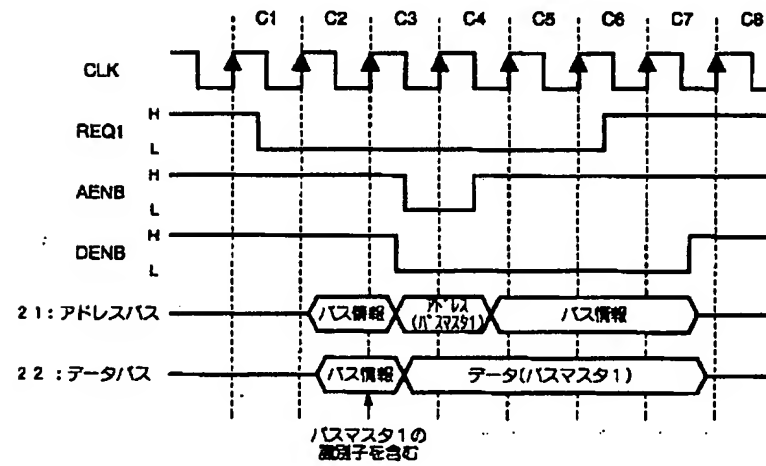 C1 C2 C3 C4 C5 C6 C7 C8
CLK
REQ1 H
L
AENB H
L
DENB H
L
21:アドレスバス バス情報 アドレス(バスマスタ1) バス情報
22:データバス バス情報 データ(バスマスタ1)
バスマスタ1の
識別子を含む